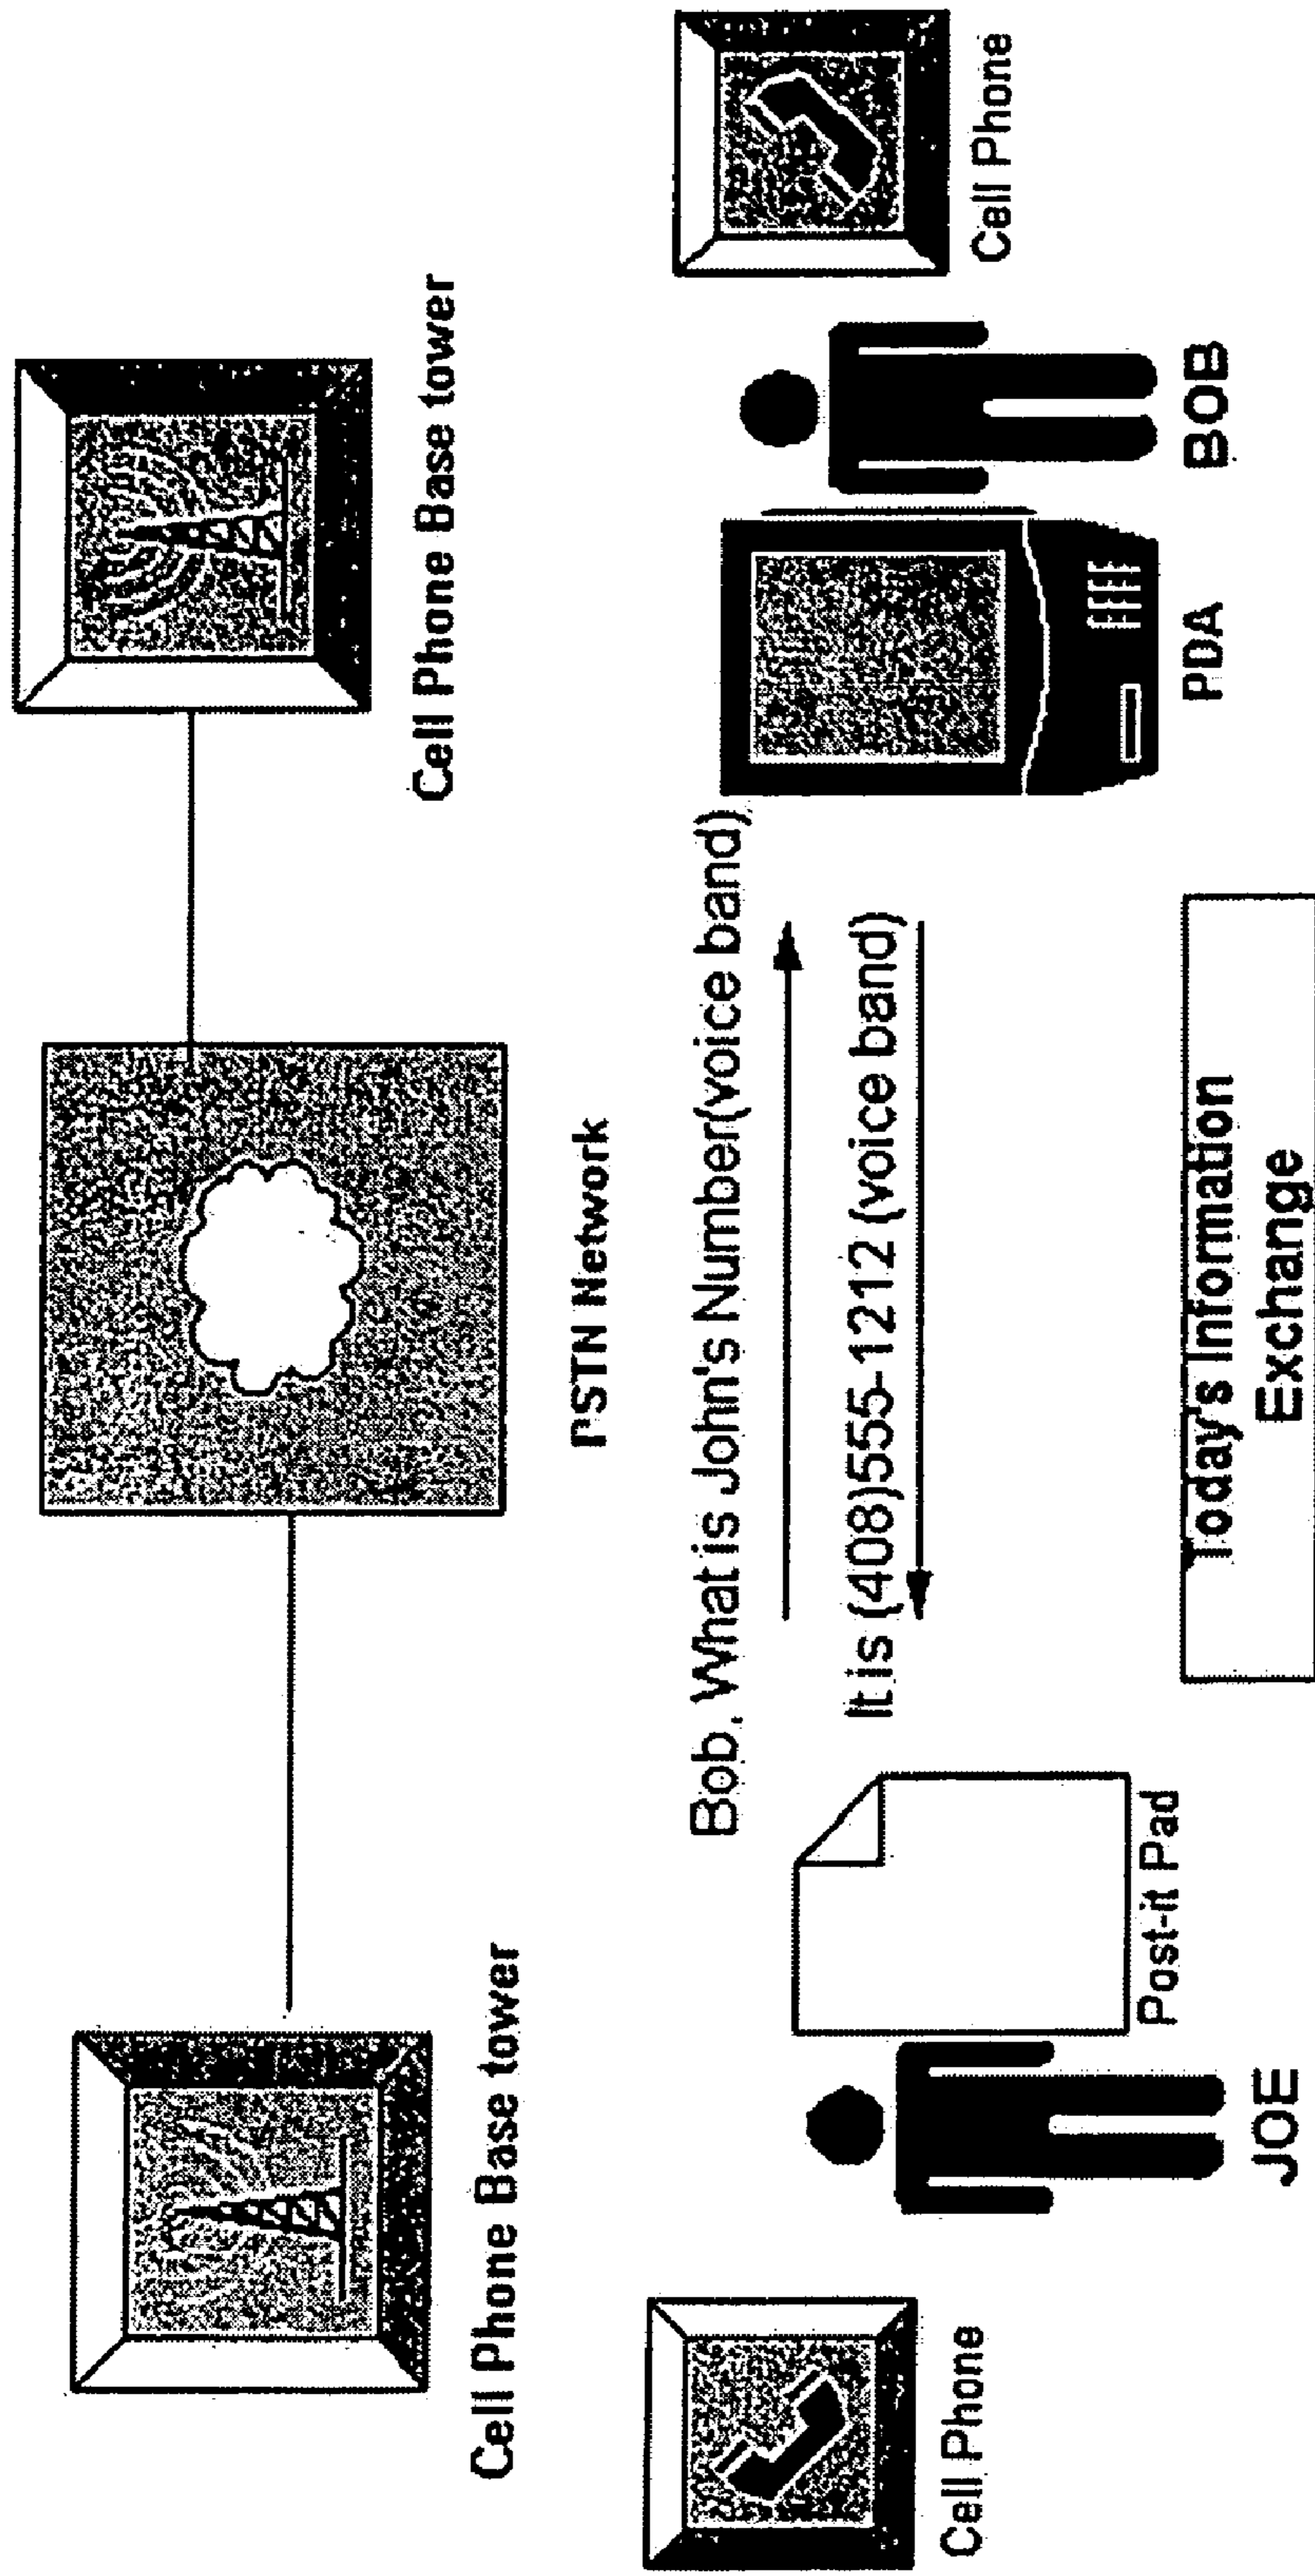 Cell Phone Base tower
PSTN Network
Cell Phone Base tower
Bob. What is John's Number(voice band)
It is (408)555-1212 (voice band)
Cell Phone
JOE
Post-it Pad
PDA
BOB
Cell Phone
Today's Information
Exchange